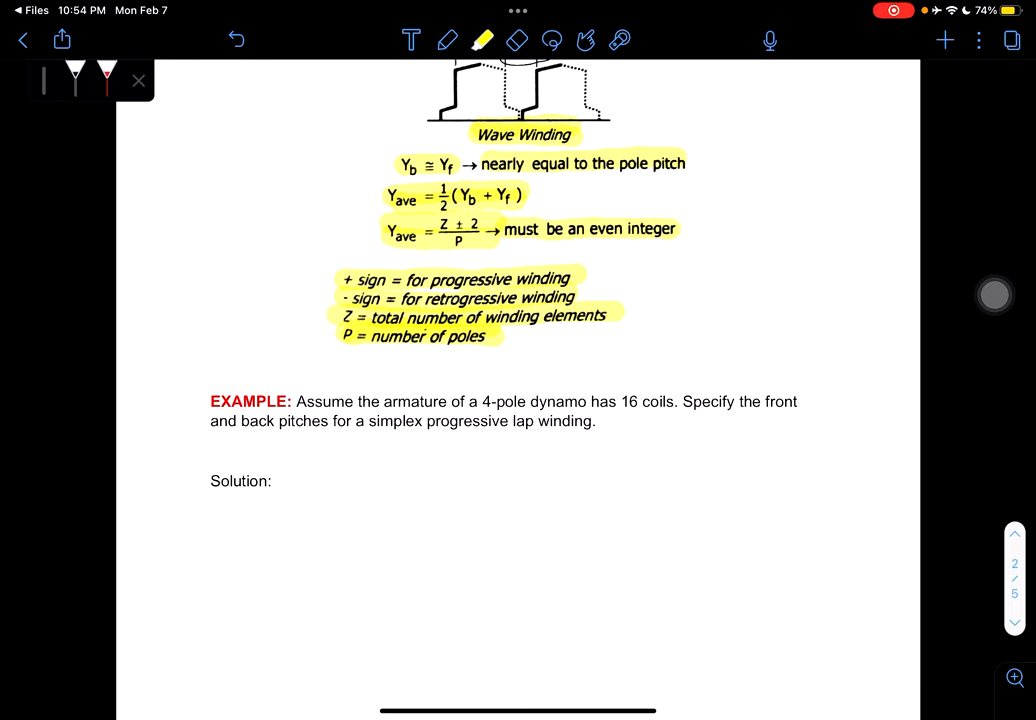 Files 10:54 PM Mon Feb 7
74%
T
Wave Winding
Yb ≅ Yf → nearly equal to the pole pitch
Yave = 1/2 (Yb + Yf)
Yave = Z ± 2 / P → must be an even integer
+ sign = for progressive winding
- sign = for retrogressive winding
Z = total number of winding elements
P = number of poles
EXAMPLE: Assume the armature of a 4-pole dynamo has 16 coils. Specify the front
and back pitches for a simplex progressive lap winding.
Solution:
2
/
5